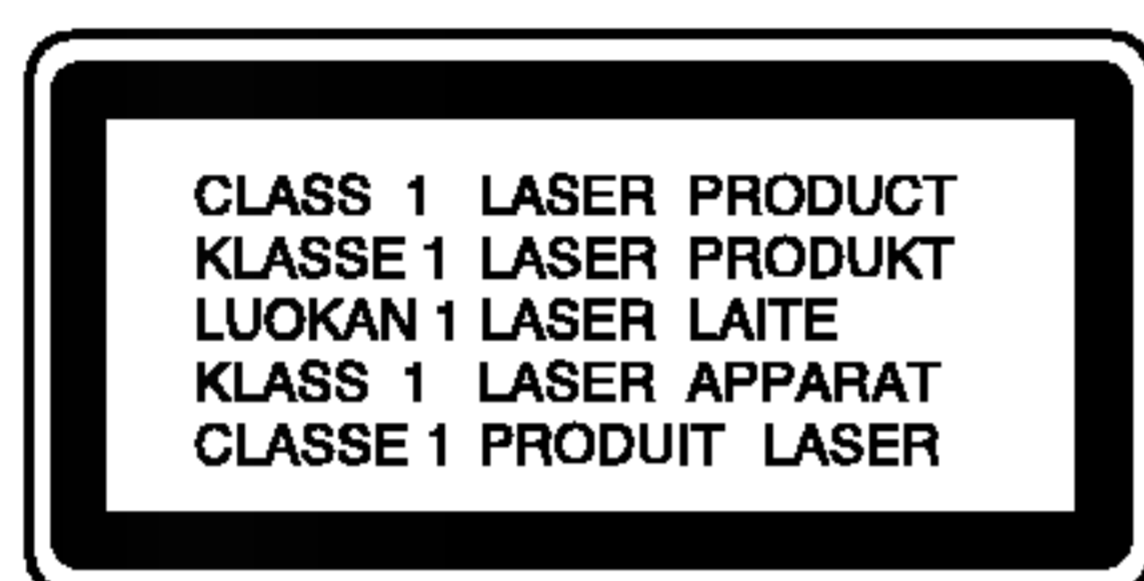 CLASS 1 LASER PRODUCT
KLASSE 1 LASER PRODUKT
LUOKAN 1 LASER LAITE
KLASS 1 LASER APPARAT
CLASSE 1 PRODUIT LASER